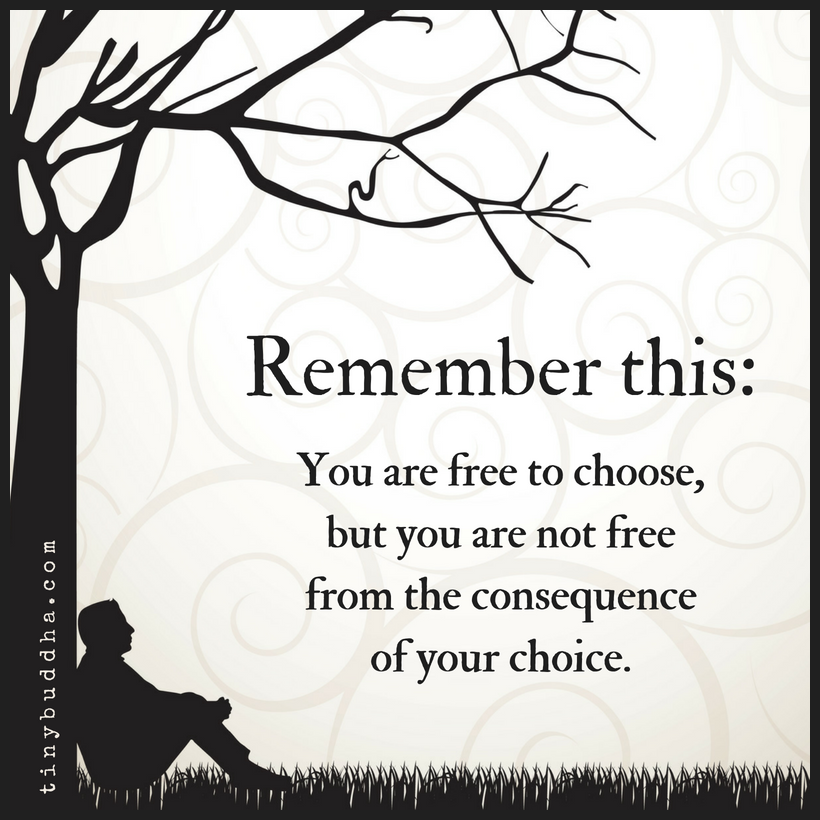 Remember this:
You are free to choose,
but you are not free
from the consequence
of your choice.
tinybuddha.com